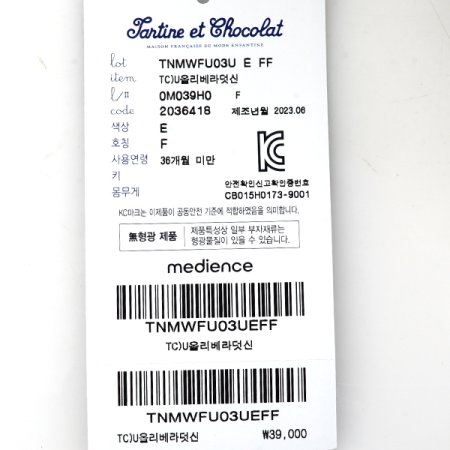 Tartine et Chocolat
MAISON FRANÇAISE DU MODE ENFANTINE
lot TNMWFU03U E FF
item TC)U올리베라덧신
l/# 0M039H0 F
code 2036418 제조년월 2023.06
색상 E
호칭 F
사용연령 36개월 미만
키
몸무게
안전확인신고확인증번호
CB015H0173-9001
KC마크는 이제품이 공통안전 기준에 적합하였음을 의미합니다.
無형광 제품
제품특성상 일부 부자재류는
형광물질이 있을 수 있습니다.
medience
TNMWFU03UEFF
TC)U올리베라덧신
TNMWFU03UEFF
TC)U올리베라덧신 ₩39,000